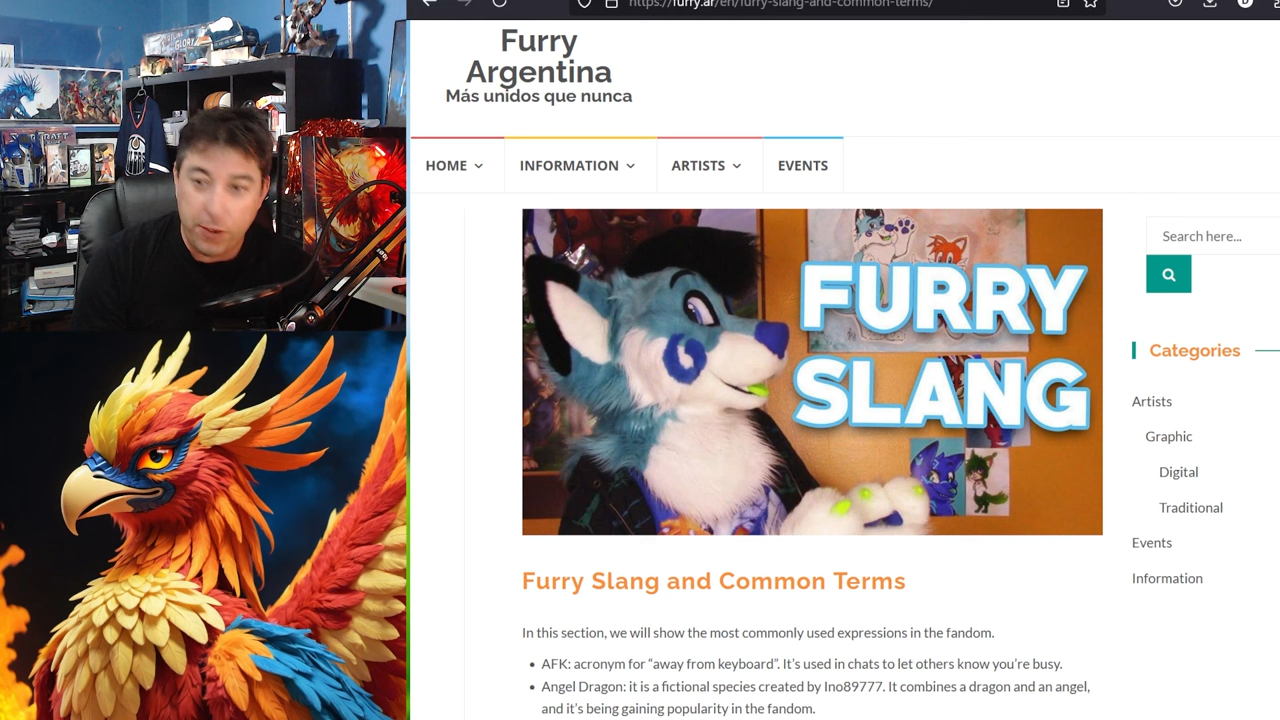 https://furry.ar/en/furry-slang-and-common-terms/
Furry
Argentina
Más unidos que nunca
HOME
INFORMATION
ARTISTS
EVENTS
FURRY
SLANG
Search here...
Categories
Artists
Graphic
Digital
Traditional
Events
Information
Furry Slang and Common Terms
In this section, we will show the most commonly used expressions in the fandom.
• AFK: acronym for “away from keyboard”. It’s used in chats to let others know you’re busy.
• Angel Dragon: it is a fictional species created by Ino89777. It combines a dragon and an angel,
and it’s being gaining popularity in the fandom.
GLORY